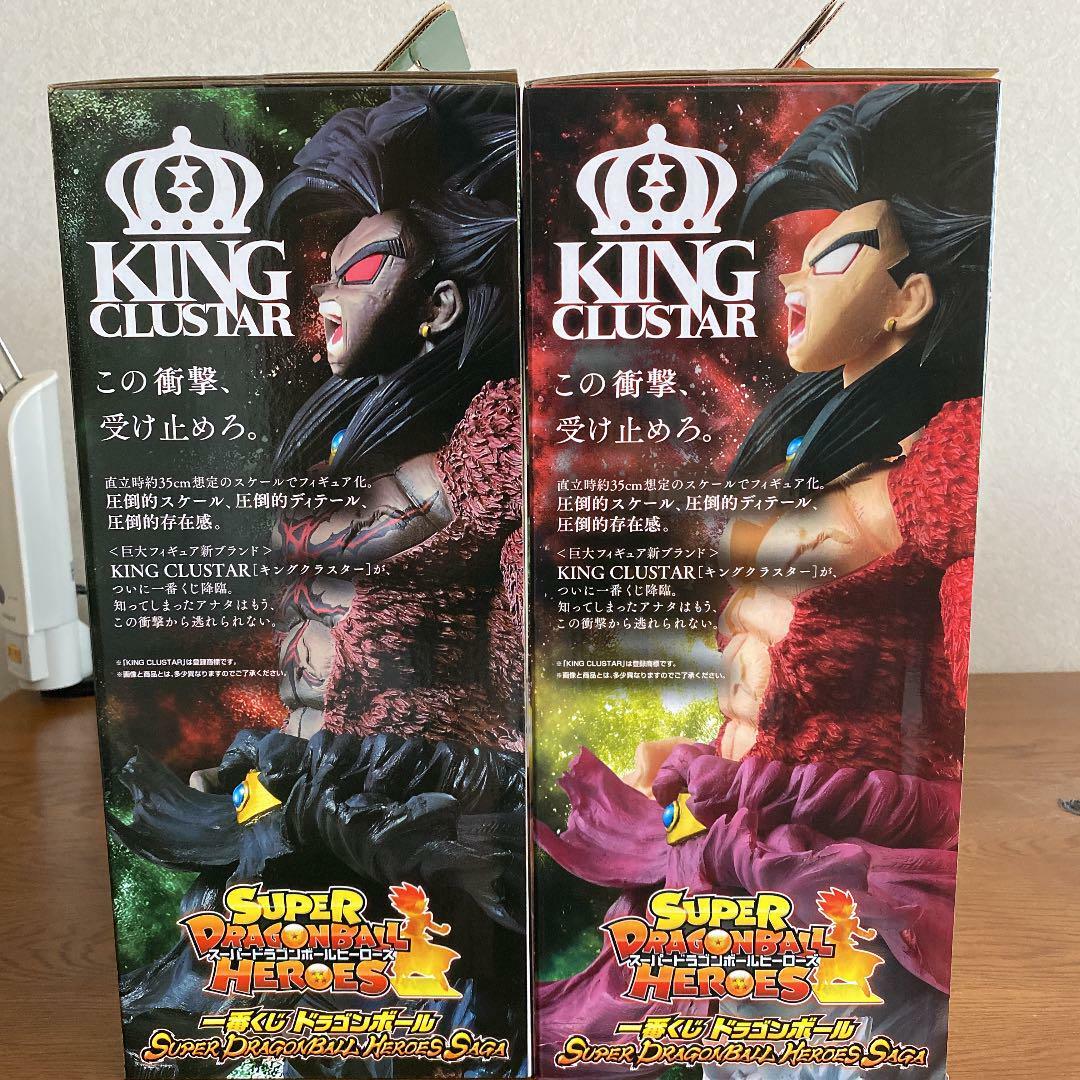 KING
CLUSTAR
この衝撃、
受け止めろ。
直立時約35cm想定のスケールでフィギュア化。
圧倒的スケール、圧倒的ディテール、
圧倒的存在感。
＜巨大フィギュア新ブランド＞
KING CLUSTAR［キングクラスター］が、
ついに一番くじ降臨。
知ってしまったアナタはもう、
この衝撃から逃れられない。
※「KING CLUSTAR」は登録商標です。
※画像と商品とは、多少異なりますのでご了承ください。
SUPER
DRAGONBALL
スーパードラゴンボールヒーローズ
HEROES
一番くじ ドラゴンボール
SUPER DRAGONBALL HEROES SAGA
KING
CLUSTAR
この衝撃、
受け止めろ。
直立時約35cm想定のスケールでフィギュア化。
圧倒的スケール、圧倒的ディテール、
圧倒的存在感。
＜巨大フィギュア新ブランド＞
KING CLUSTAR［キングクラスター］が、
ついに一番くじ降臨。
知ってしまったアナタはもう、
この衝撃から逃れられない。
※「KING CLUSTAR」は登録商標です。
※画像と商品とは、多少異なりますのでご了承ください。
SUPER
DRAGONBALL
スーパードラゴンボールヒーローズ
HEROES
一番くじ ドラゴンボール
SUPER DRAGONBALL HEROES SAGA